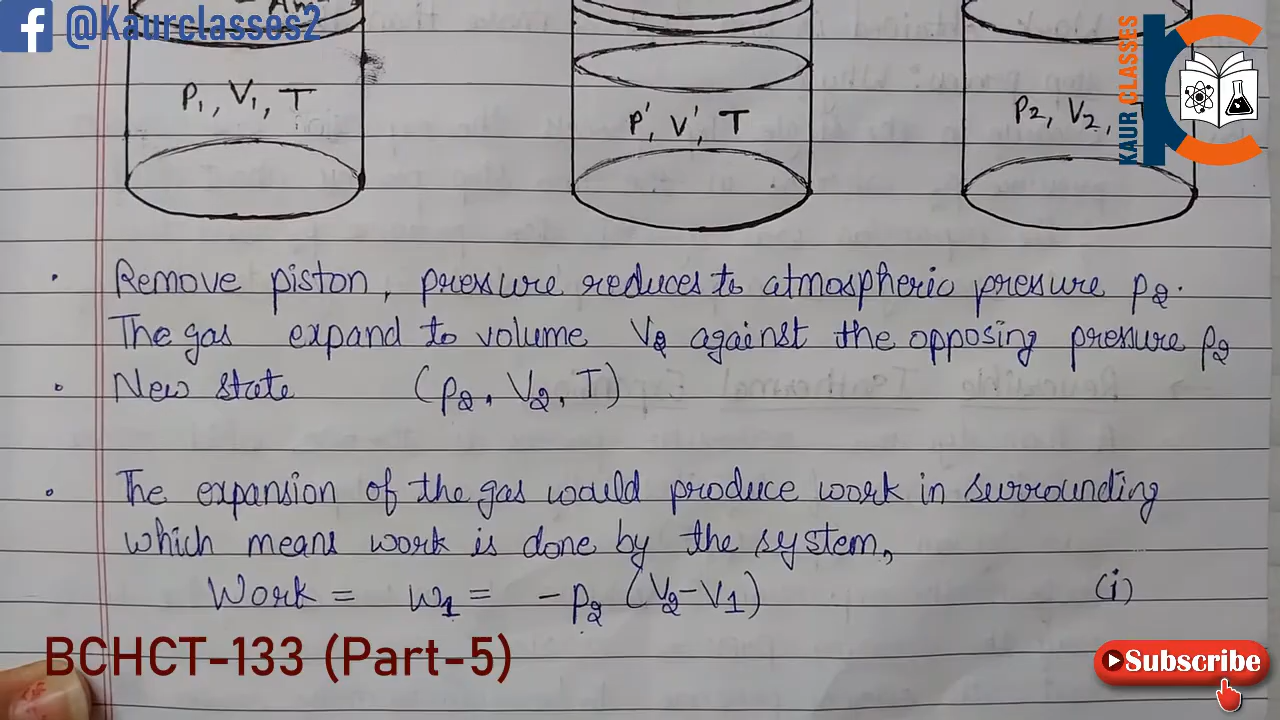 @Kaurclasses2
P1, V1, T
P', V', T
P2, V2,
KAUR CLASSES
Remove piston, pressure reduces to atmospheric presure p2.
The gas expand to volume V2 against the opposing pressure p2
New state (p2, V2, T)
The expansion of the gas would produce work in surrounding
which means work is done by the system,
Work = w1 = -p2 (V2-V1) (i)
BCHCT-133 (Part-5)
Subscribe